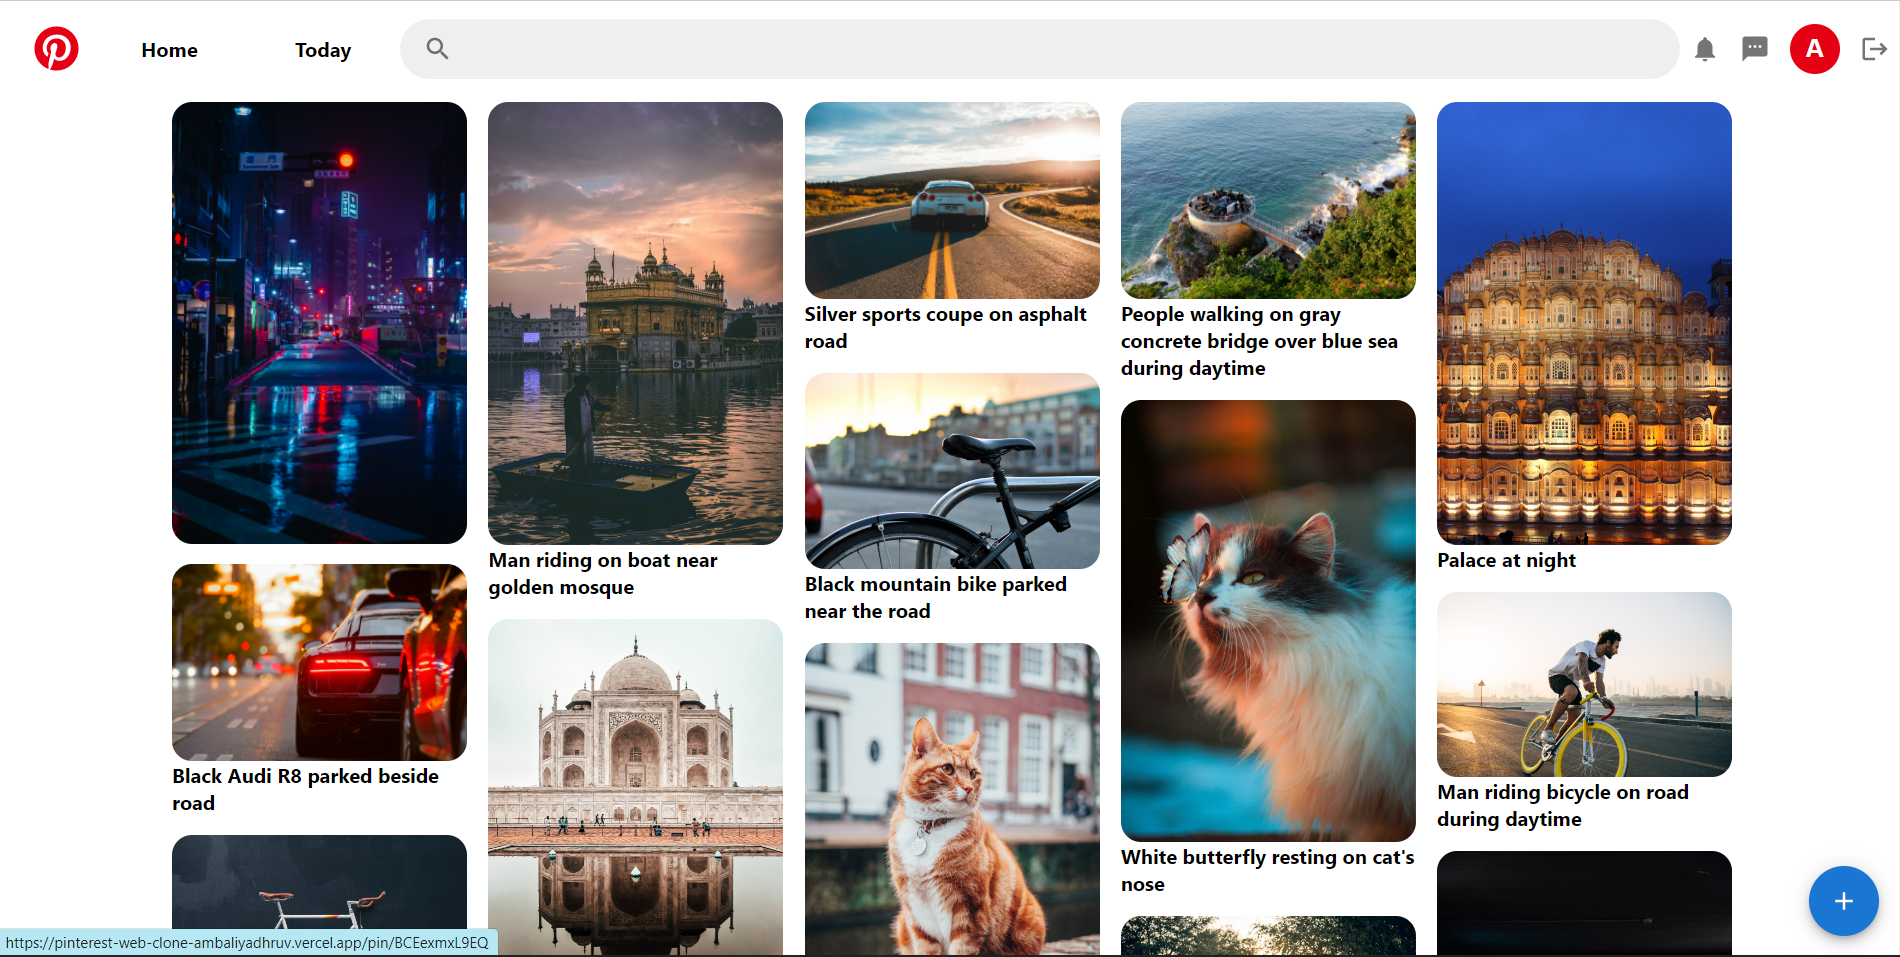 Home
Today
A
Silver sports coupe on asphalt
road
People walking on gray
concrete bridge over blue sea
during daytime
Man riding on boat near
golden mosque
Palace at night
Black mountain bike parked
near the road
Black Audi R8 parked beside
road
Man riding bicycle on road
during daytime
White butterfly resting on cat's
nose
https://pinterest-web-clone-ambaliyadhruv.vercel.app/pin/BCEexmxL9EQ